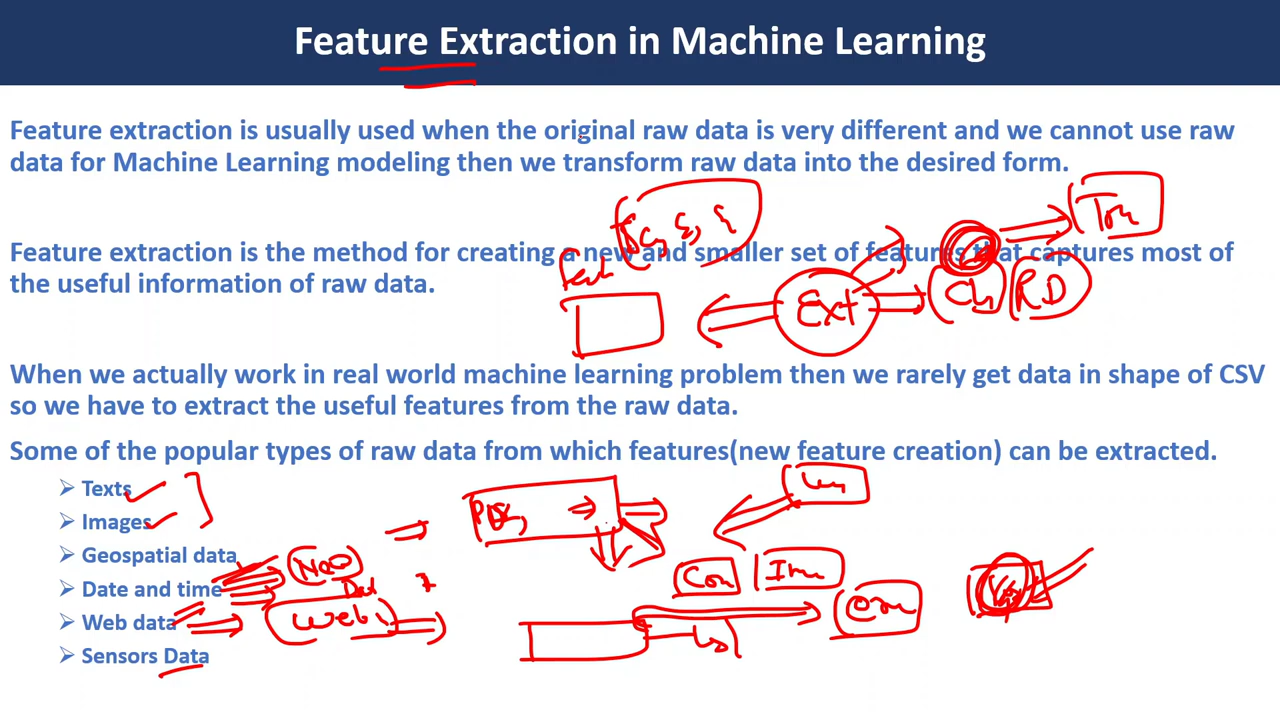 Feature Extraction in Machine Learning
Feature extraction is usually used when the original raw data is very different and we cannot use raw
data for Machine Learning modeling then we transform raw data into the desired form.
Feature extraction is the method for creating a new and smaller set of features that captures most of
the useful information of raw data.
Ext
RD
When we actually work in real world machine learning problem then we rarely get data in shape of CSV
so we have to extract the useful features from the raw data.
Some of the popular types of raw data from which features(new feature creation) can be extracted.
➢ Texts
➢ Images
➢ Geospatial data
➢ Date and time
➢ Web data
➢ Sensors Data